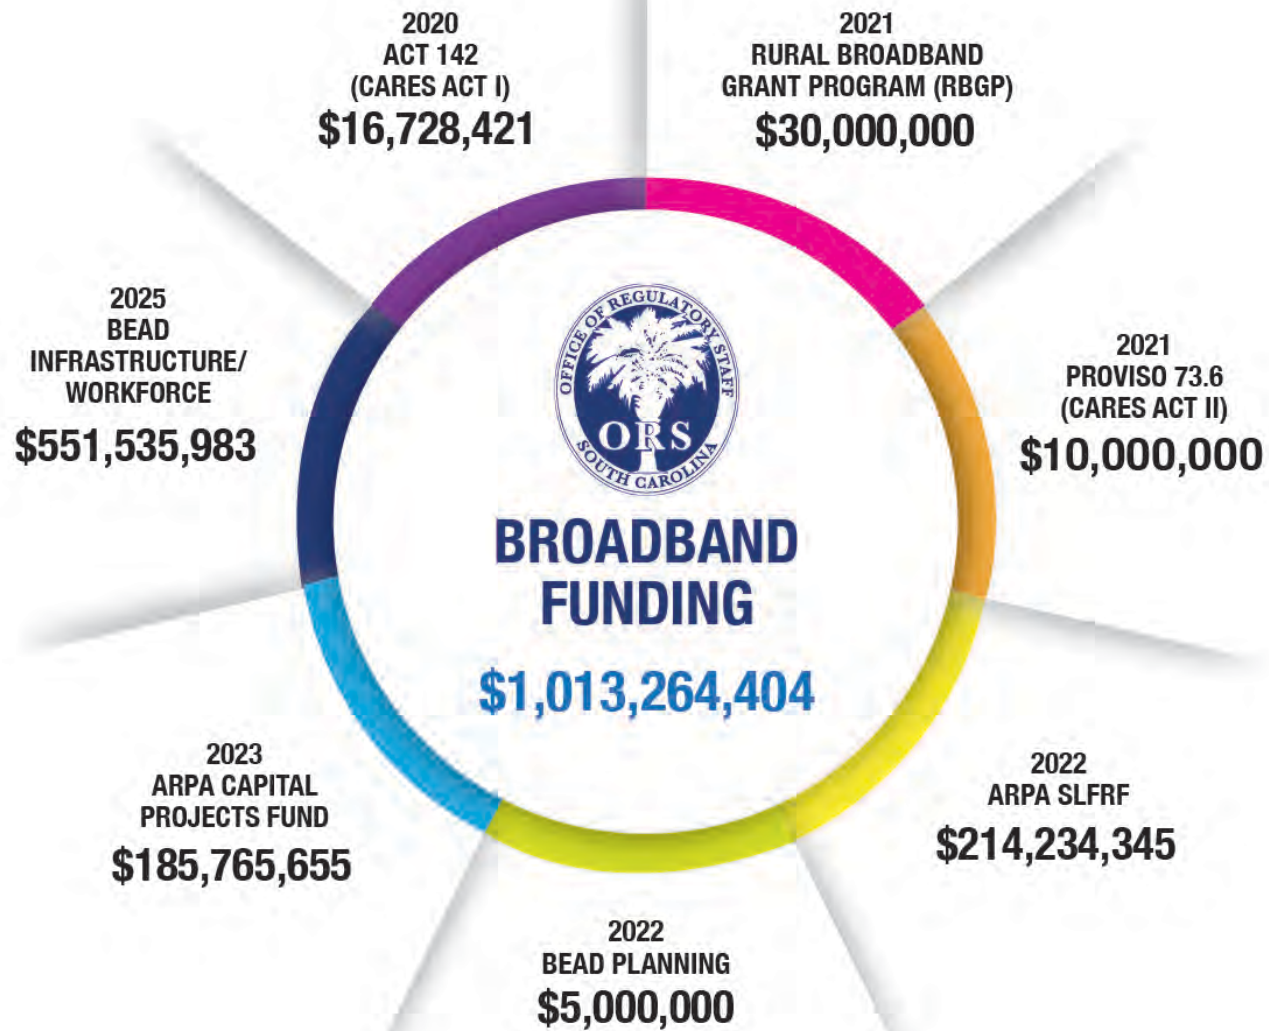 2020
ACT 142
(CARES ACT I)
$16,728,421
2021
RURAL BROADBAND
GRANT PROGRAM (RBGP)
$30,000,000
2021
PROVISO 73.6
(CARES ACT II)
$10,000,000
2022
ARPA SLFRF
$214,234,345
2022
BEAD PLANNING
$5,000,000
2023
ARPA CAPITAL
PROJECTS FUND
$185,765,655
2025
BEAD
INFRASTRUCTURE/
WORKFORCE
$551,535,983
OFFICE OF REGULATORY STAFF
ORS
SOUTH CAROLINA
BROADBAND
FUNDING
$1,013,264,404